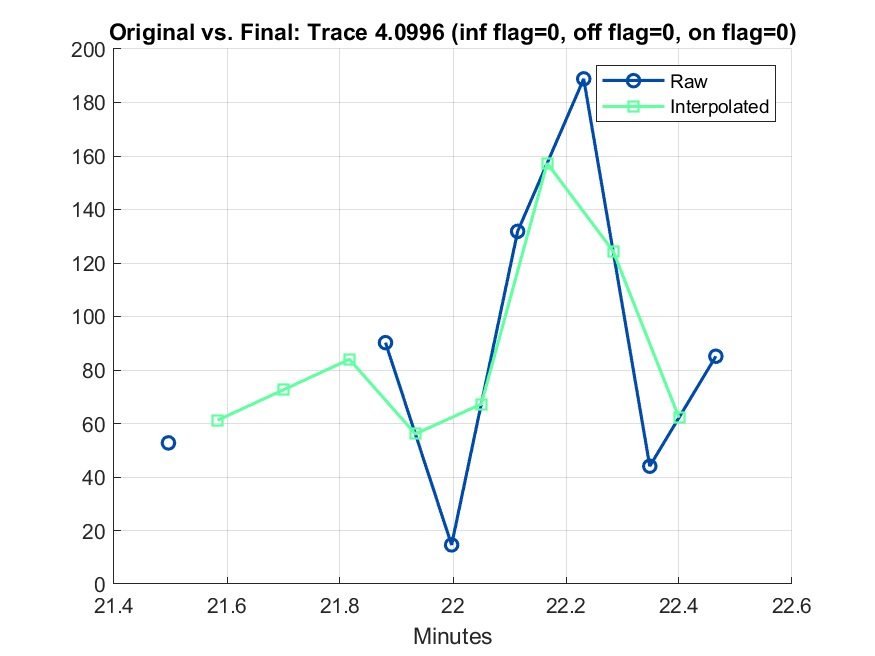 Original vs. Final: Trace 4.0996 (inf flag=0, off flag=0, on flag=0)
200
180
160
140
120
100
80
60
40
20
0
Raw
Interpolated
21.4 21.6 21.8 22 22.2 22.4 22.6
Minutes